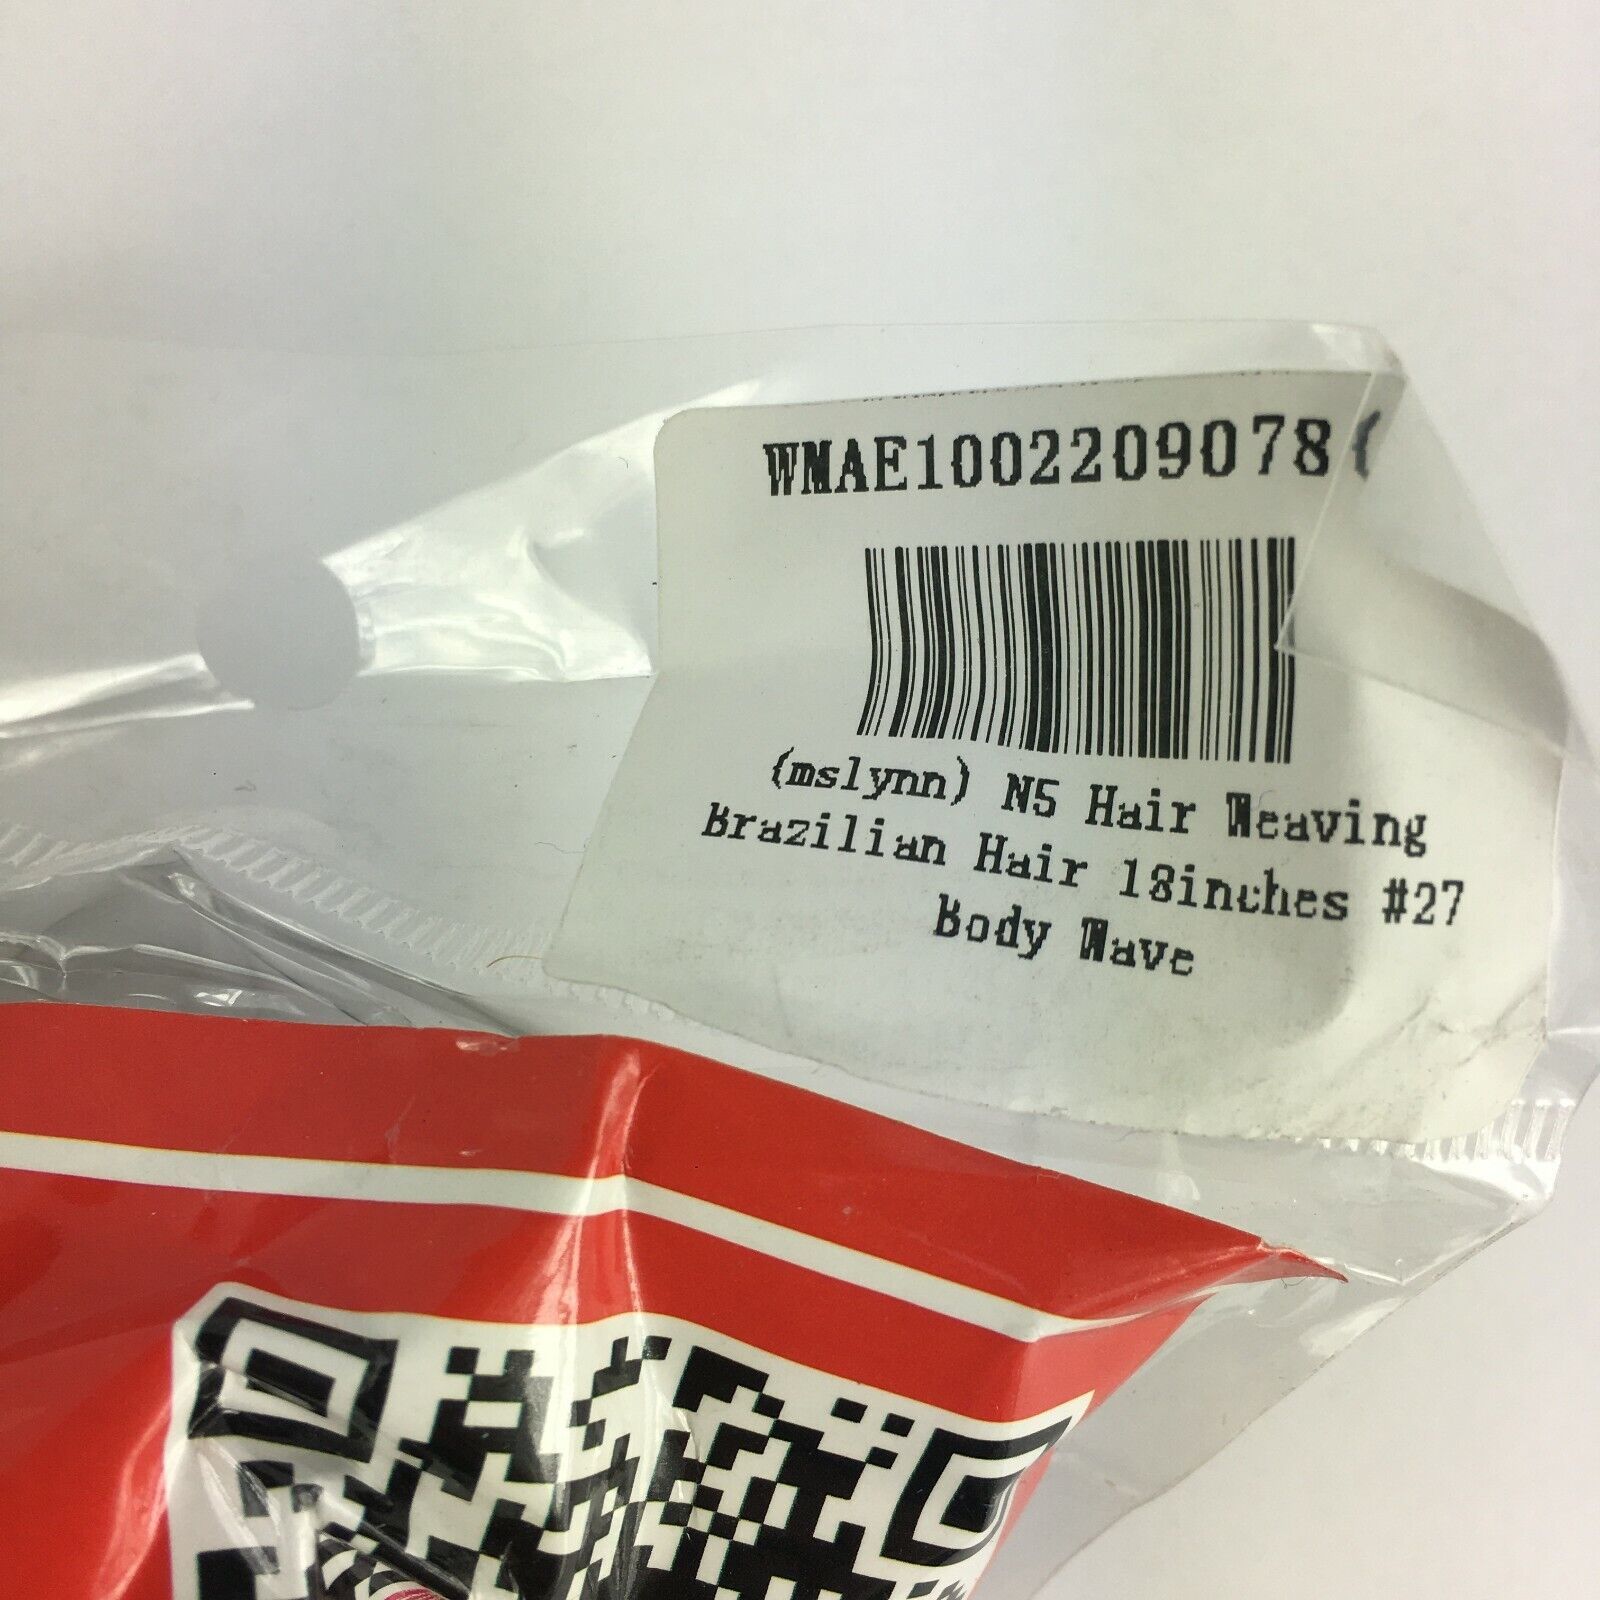 WMAE1002209078(
(mslynn) N5 Hair Weaving
Brazilian Hair 18inches #27
Body Wave